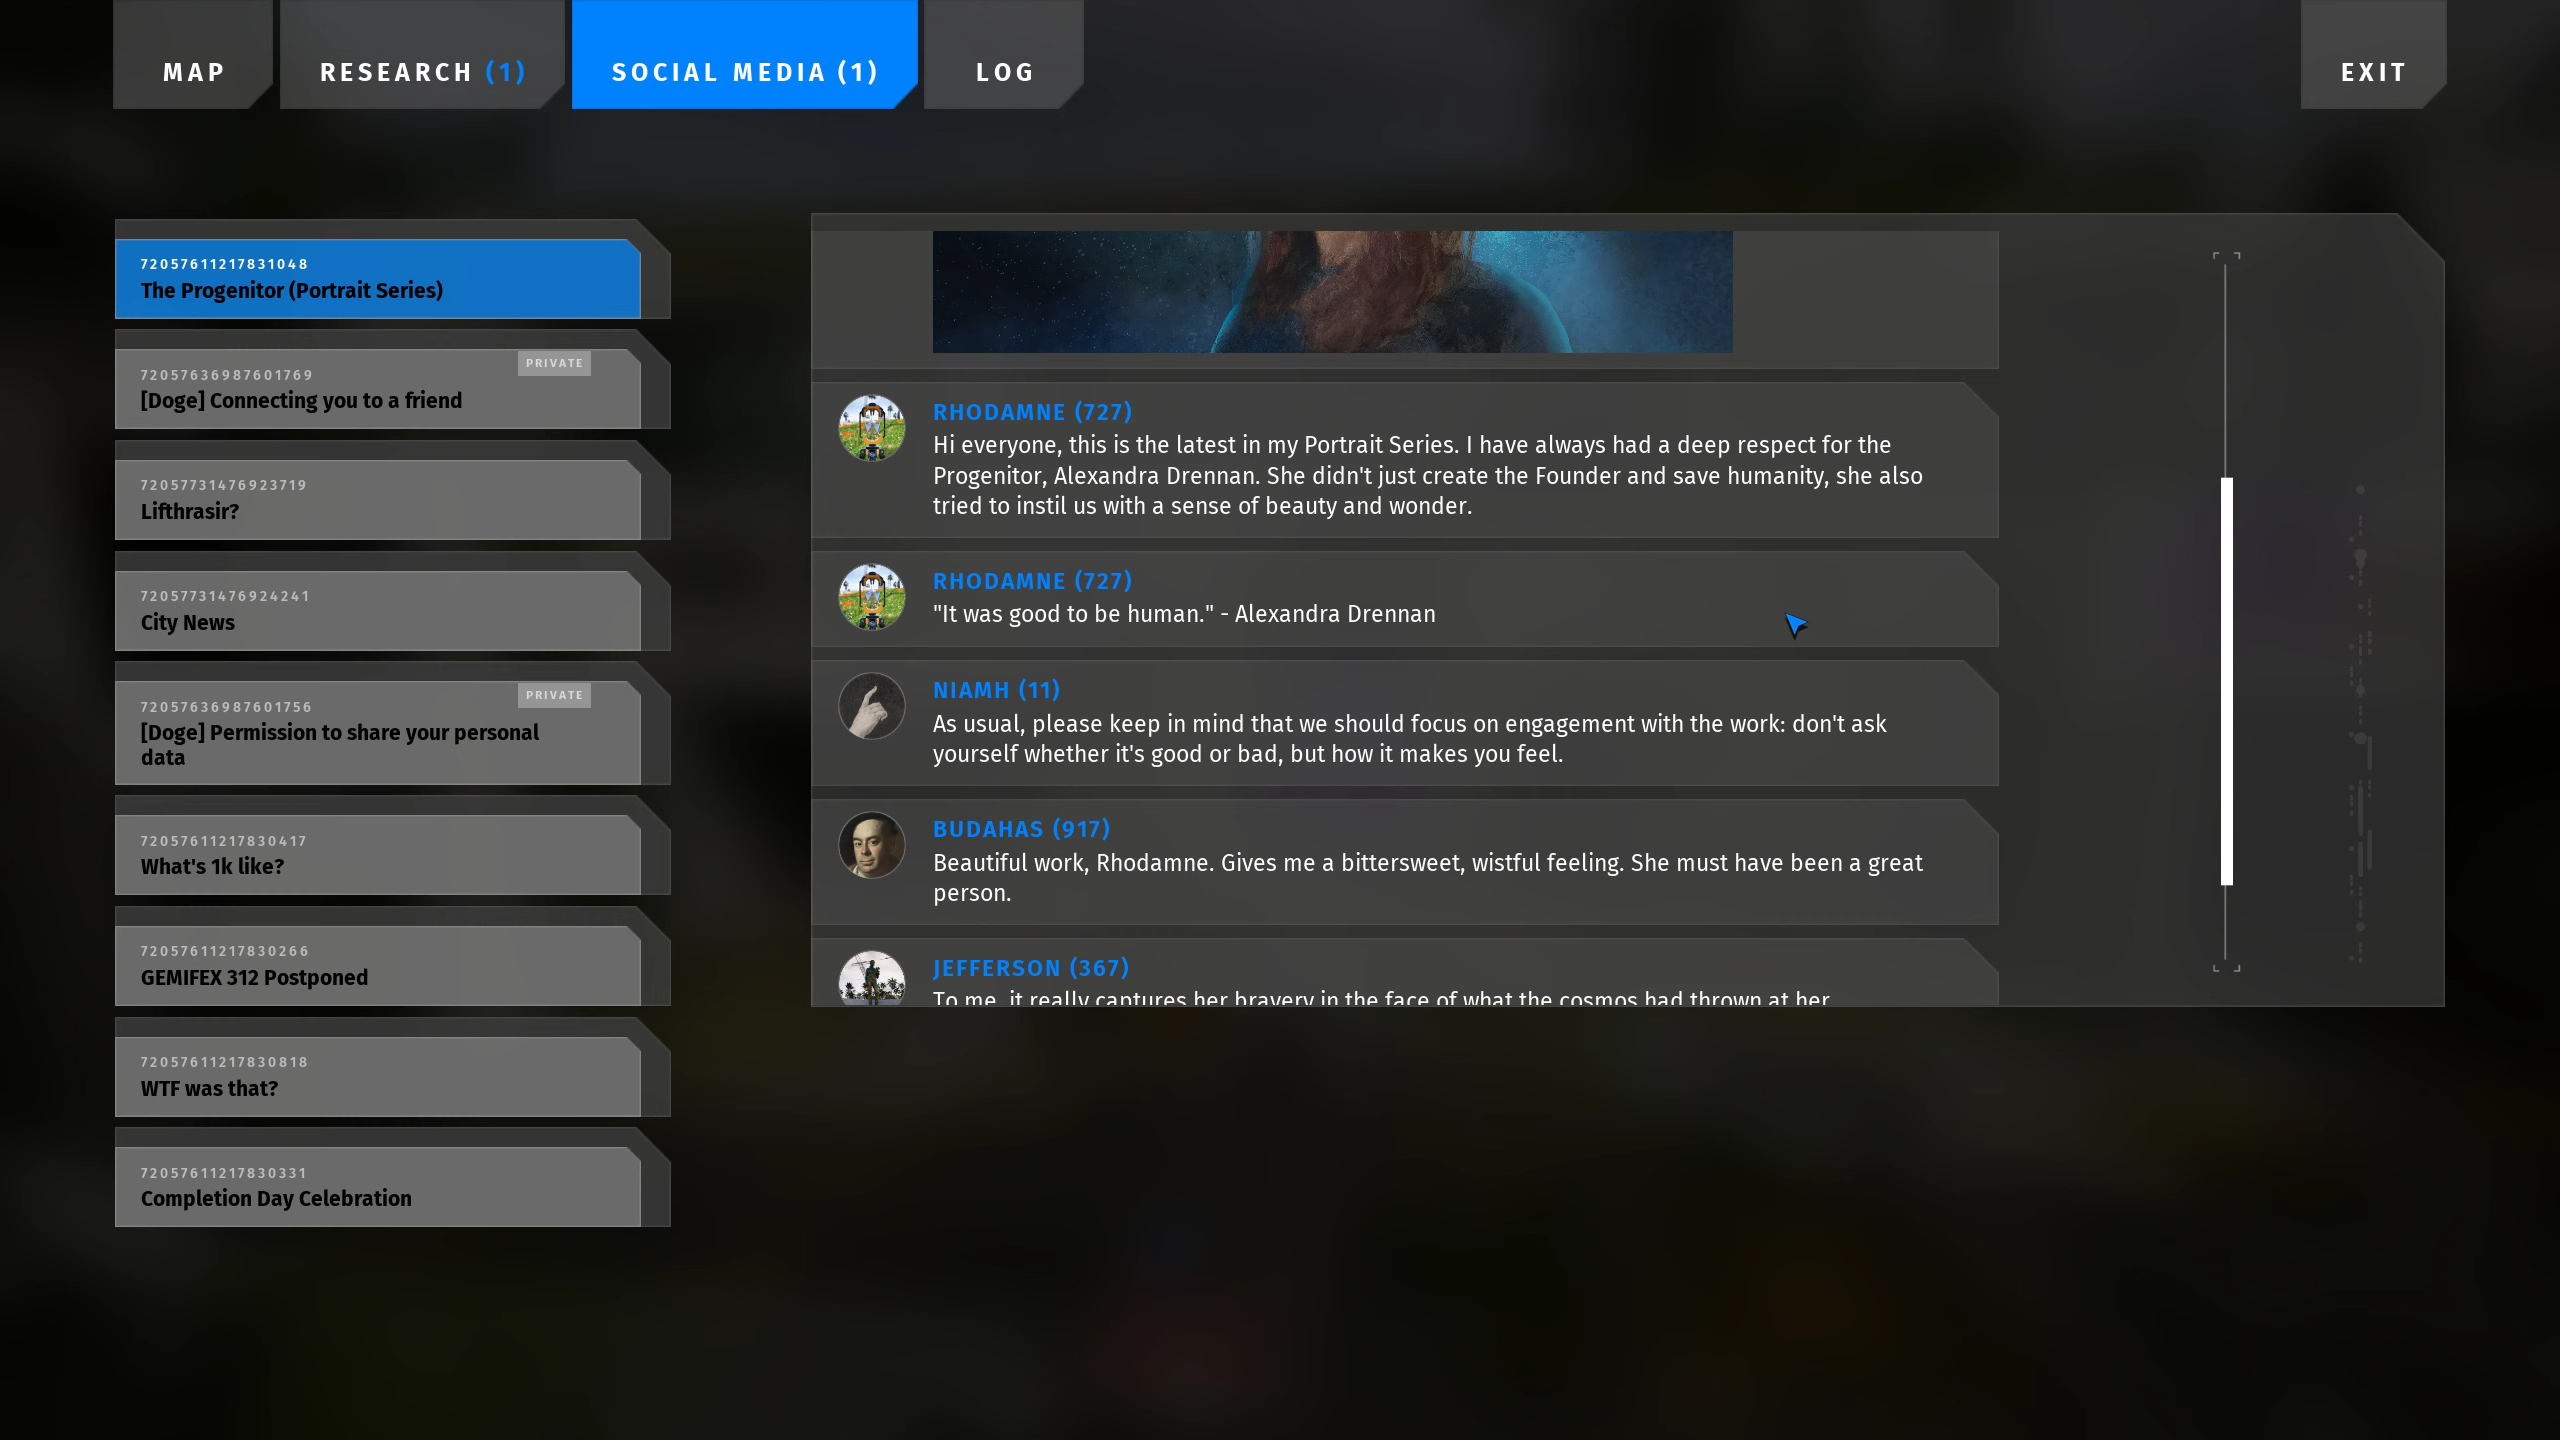 MAP
RESEARCH (1)
SOCIAL MEDIA (1)
LOG
EXIT
72057611217831048
The Progenitor (Portrait Series)
PRIVATE
72057636987601769
[Doge] Connecting you to a friend
72057731476923719
Lifthrasir?
72057731476924241
City News
PRIVATE
72057636987601756
[Doge] Permission to share your personal
data
72057611217830417
What's 1k like?
72057611217830266
GEMIFEX 312 Postponed
72057611217830818
WTF was that?
72057611217830331
Completion Day Celebration
RHODAMNE (727)
Hi everyone, this is the latest in my Portrait Series. I have always had a deep respect for the
Progenitor, Alexandra Drennan. She didn't just create the Founder and save humanity, she also
tried to instil us with a sense of beauty and wonder.
RHODAMNE (727)
"It was good to be human." - Alexandra Drennan
NIAMH (11)
As usual, please keep in mind that we should focus on engagement with the work: don't ask
yourself whether it's good or bad, but how it makes you feel.
BUDAHAS (917)
Beautiful work, Rhodamne. Gives me a bittersweet, wistful feeling. She must have been a great
person.
JEFFERSON (367)
To me, it really captures her bravery in the face of what the cosmos had thrown at her.